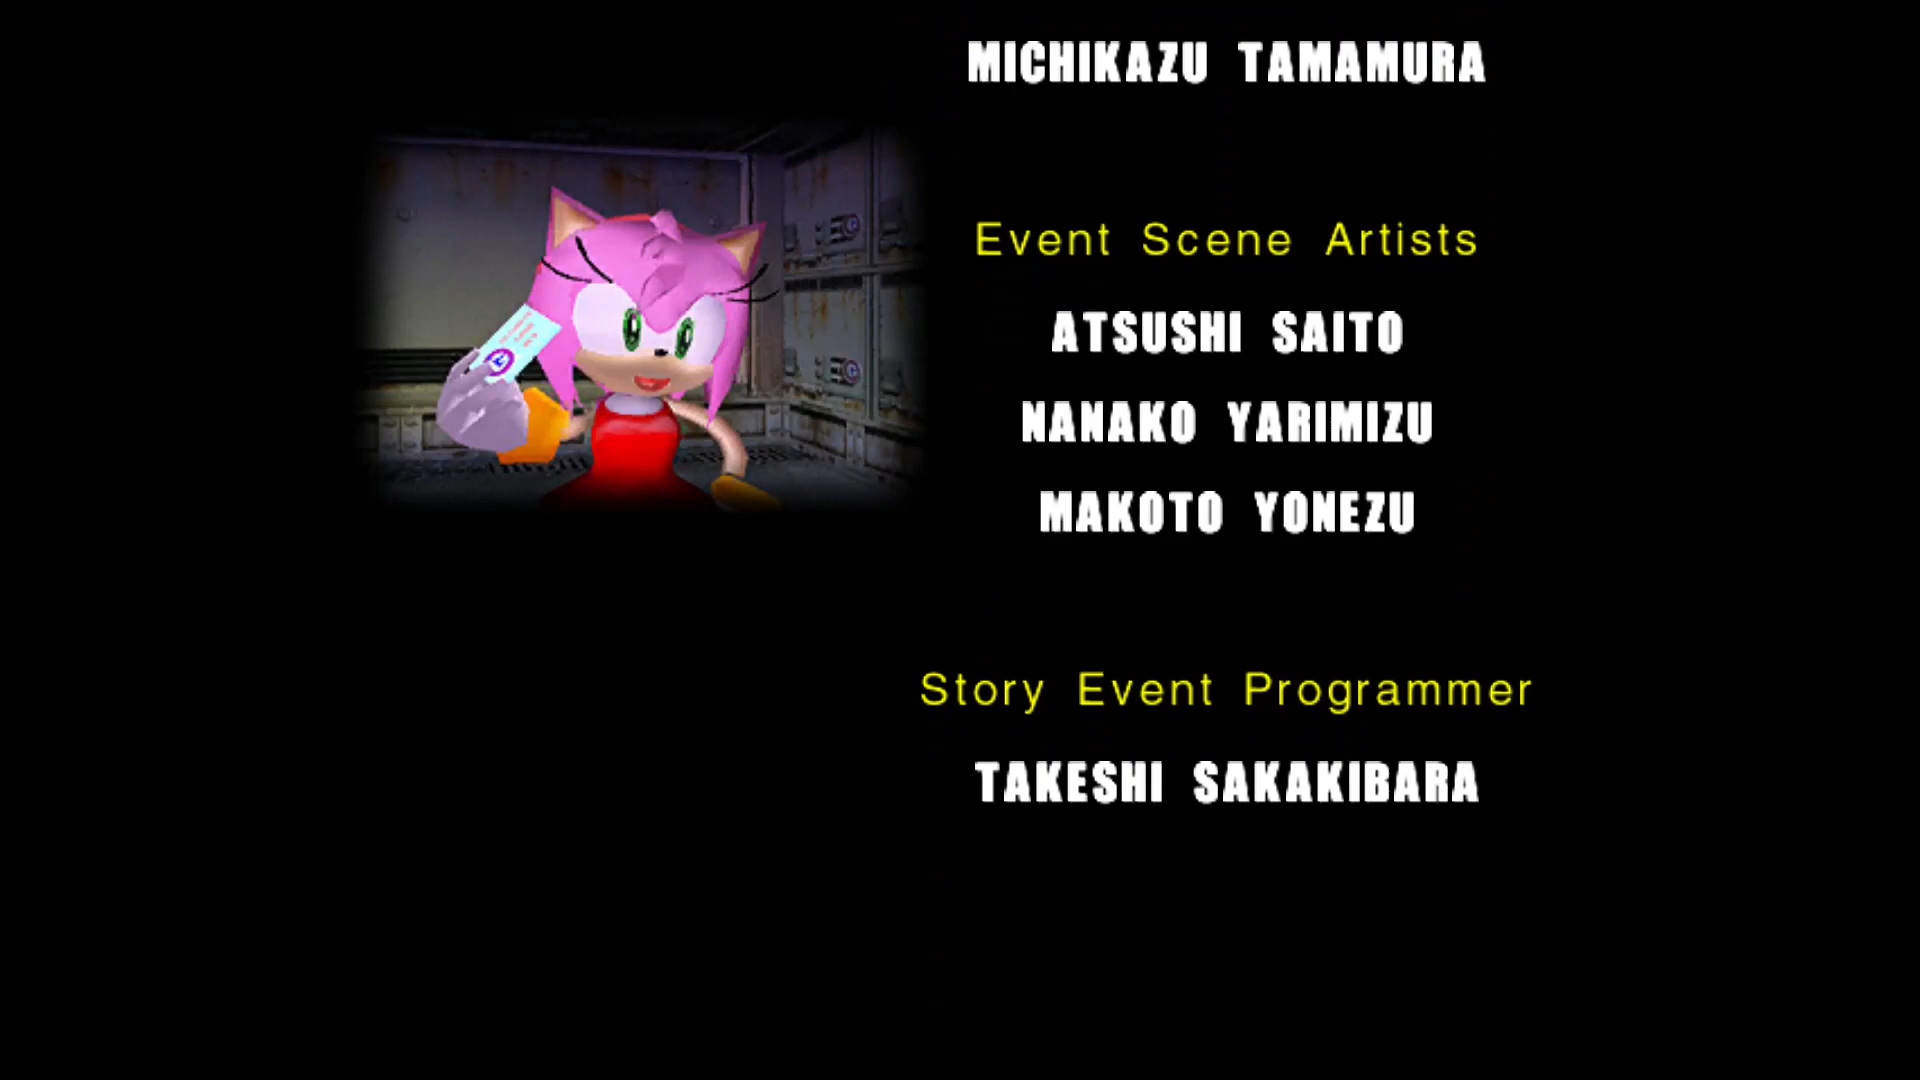 MICHIKAZU TAMAMURA
Event Scene Artists
ATSUSHI SAITO
NANAKO YARIMIZU
MAKOTO YONEZU
Story Event Programmer
TAKESHI SAKAKIBARA